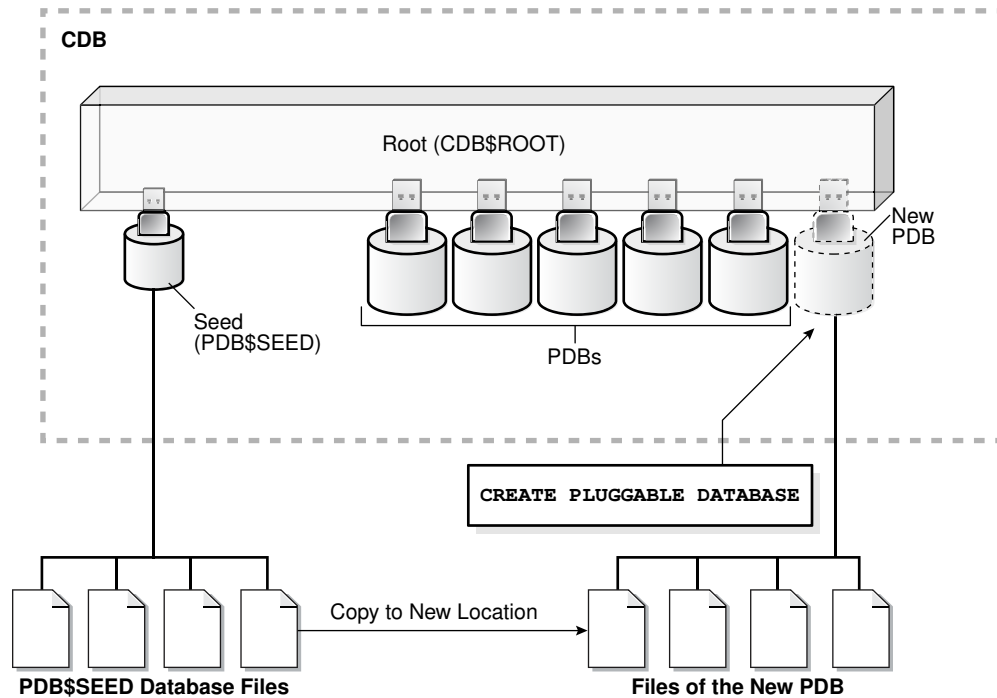 CDB
Root (CDB$ROOT)
New
PDB
Seed
(PDB$SEED)
PDBs
CREATE PLUGGABLE DATABASE
Copy to New Location
PDB$SEED Database Files
Files of the New PDB